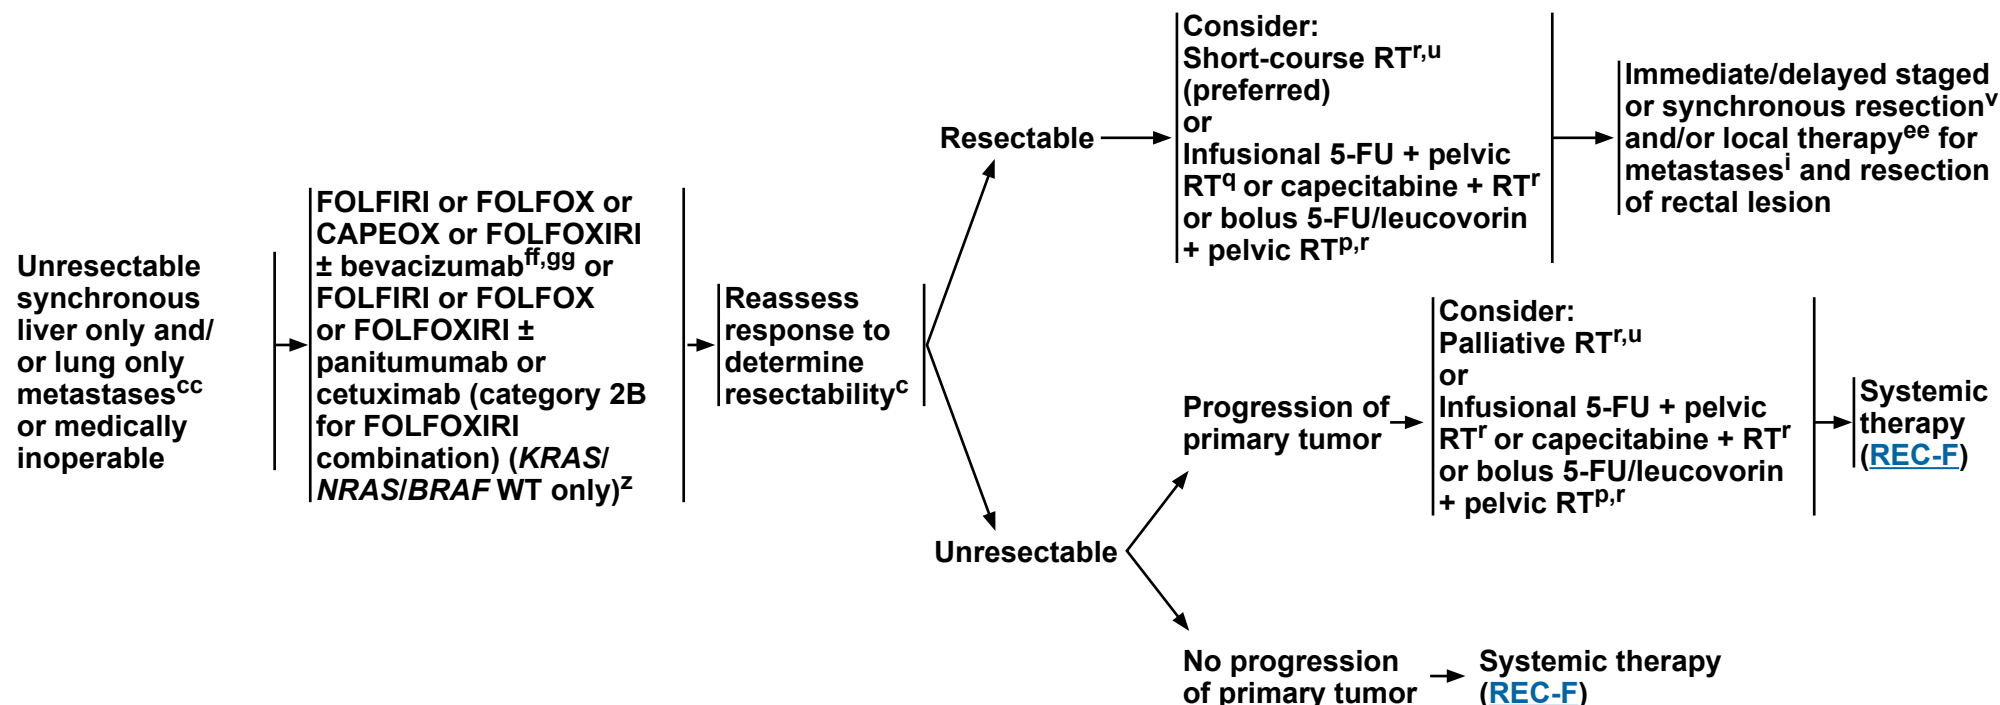 Unresectable
synchronous
liver only and/
or lung only
metastasescc
or medically
inoperable
FOLFIRI or FOLFOX or
CAPEOX or FOLFOXIRI
± bevacizumabff,gg or
FOLFIRI or FOLFOX
or FOLFOXIRI ±
panitumumab or
cetuximab (category 2B
for FOLFOXIRI
combination) (KRAS/
NRAS/BRAF WT only)z
Reassess
response to
determine
resectabilityc
Resectable
Consider:
Short-course RTr,u
(preferred)
or
Infusional 5-FU + pelvic
RTq or capecitabine + RTr
or bolus 5-FU/leucovorin
+ pelvic RTp,r
Immediate/delayed staged
or synchronous resectionv
and/or local therapyee for
metastasesi and resection
of rectal lesion
Unresectable
Progression of
primary tumor
Consider:
Palliative RTr,u
or
Infusional 5-FU + pelvic
RTr or capecitabine + RTr
or bolus 5-FU/leucovorin
+ pelvic RTp,r
Systemic
therapy
(REC-F)
No progression
of primary tumor
Systemic therapy
(REC-F)